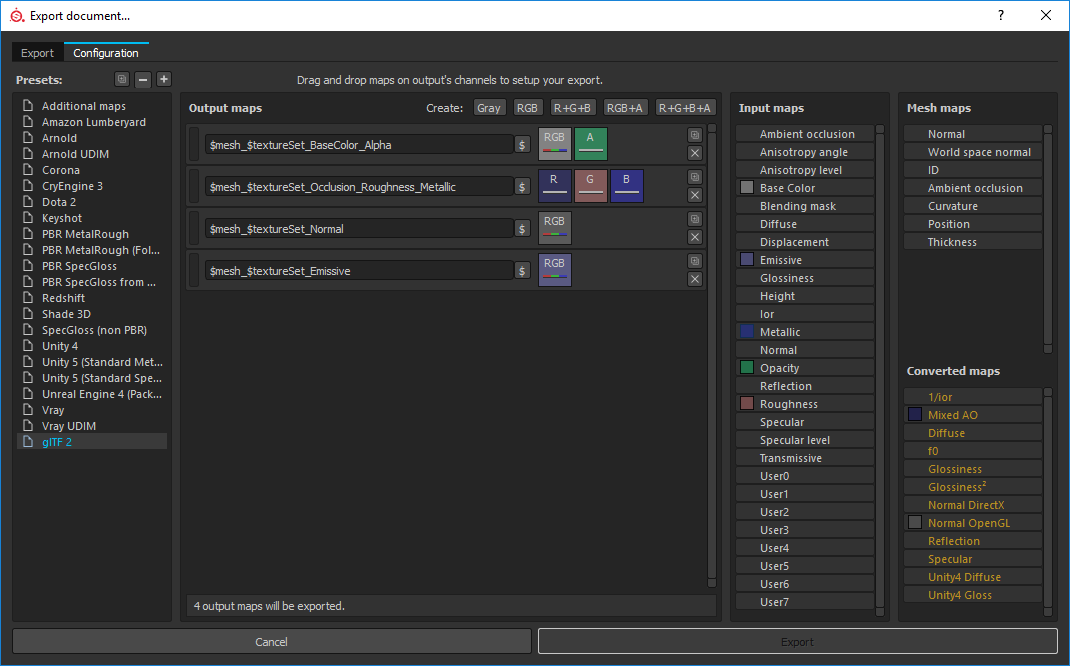 Export document...
?
Export
Configuration
Presets:
Drag and drop maps on output's channels to setup your export.
Additional maps
Amazon Lumberyard
Arnold
Arnold UDIM
Corona
CryEngine 3
Dota 2
Keyshot
PBR MetalRough
PBR MetalRough (Fol...
PBR SpecGloss
PBR SpecGloss from ...
Redshift
Shade 3D
SpecGloss (non PBR)
Unity 4
Unity 5 (Standard Met...
Unity 5 (Standard Spe...
Unreal Engine 4 (Pack...
Vray
Vray UDIM
glTF 2
Output maps
Create:
Gray
RGB
R+G+B
RGB+A
R+G+B+A
$mesh_$textureSet_BaseColor_Alpha
$
RGB
A
$mesh_$textureSet_Occlusion_Roughness_Metallic
$
R
G
B
$mesh_$textureSet_Normal
$
RGB
$mesh_$textureSet_Emissive
$
RGB
4 output maps will be exported.
Input maps
Ambient occlusion
Anisotropy angle
Anisotropy level
Base Color
Blending mask
Diffuse
Displacement
Emissive
Glossiness
Height
Ior
Metallic
Normal
Opacity
Reflection
Roughness
Specular
Specular level
Transmissive
User0
User1
User2
User3
User4
User5
User6
User7
Mesh maps
Normal
World space normal
ID
Ambient occlusion
Curvature
Position
Thickness
Converted maps
1/ior
Mixed AO
Diffuse
f0
Glossiness
Glossiness²
Normal DirectX
Normal OpenGL
Reflection
Specular
Unity4 Diffuse
Unity4 Gloss
Cancel
Export